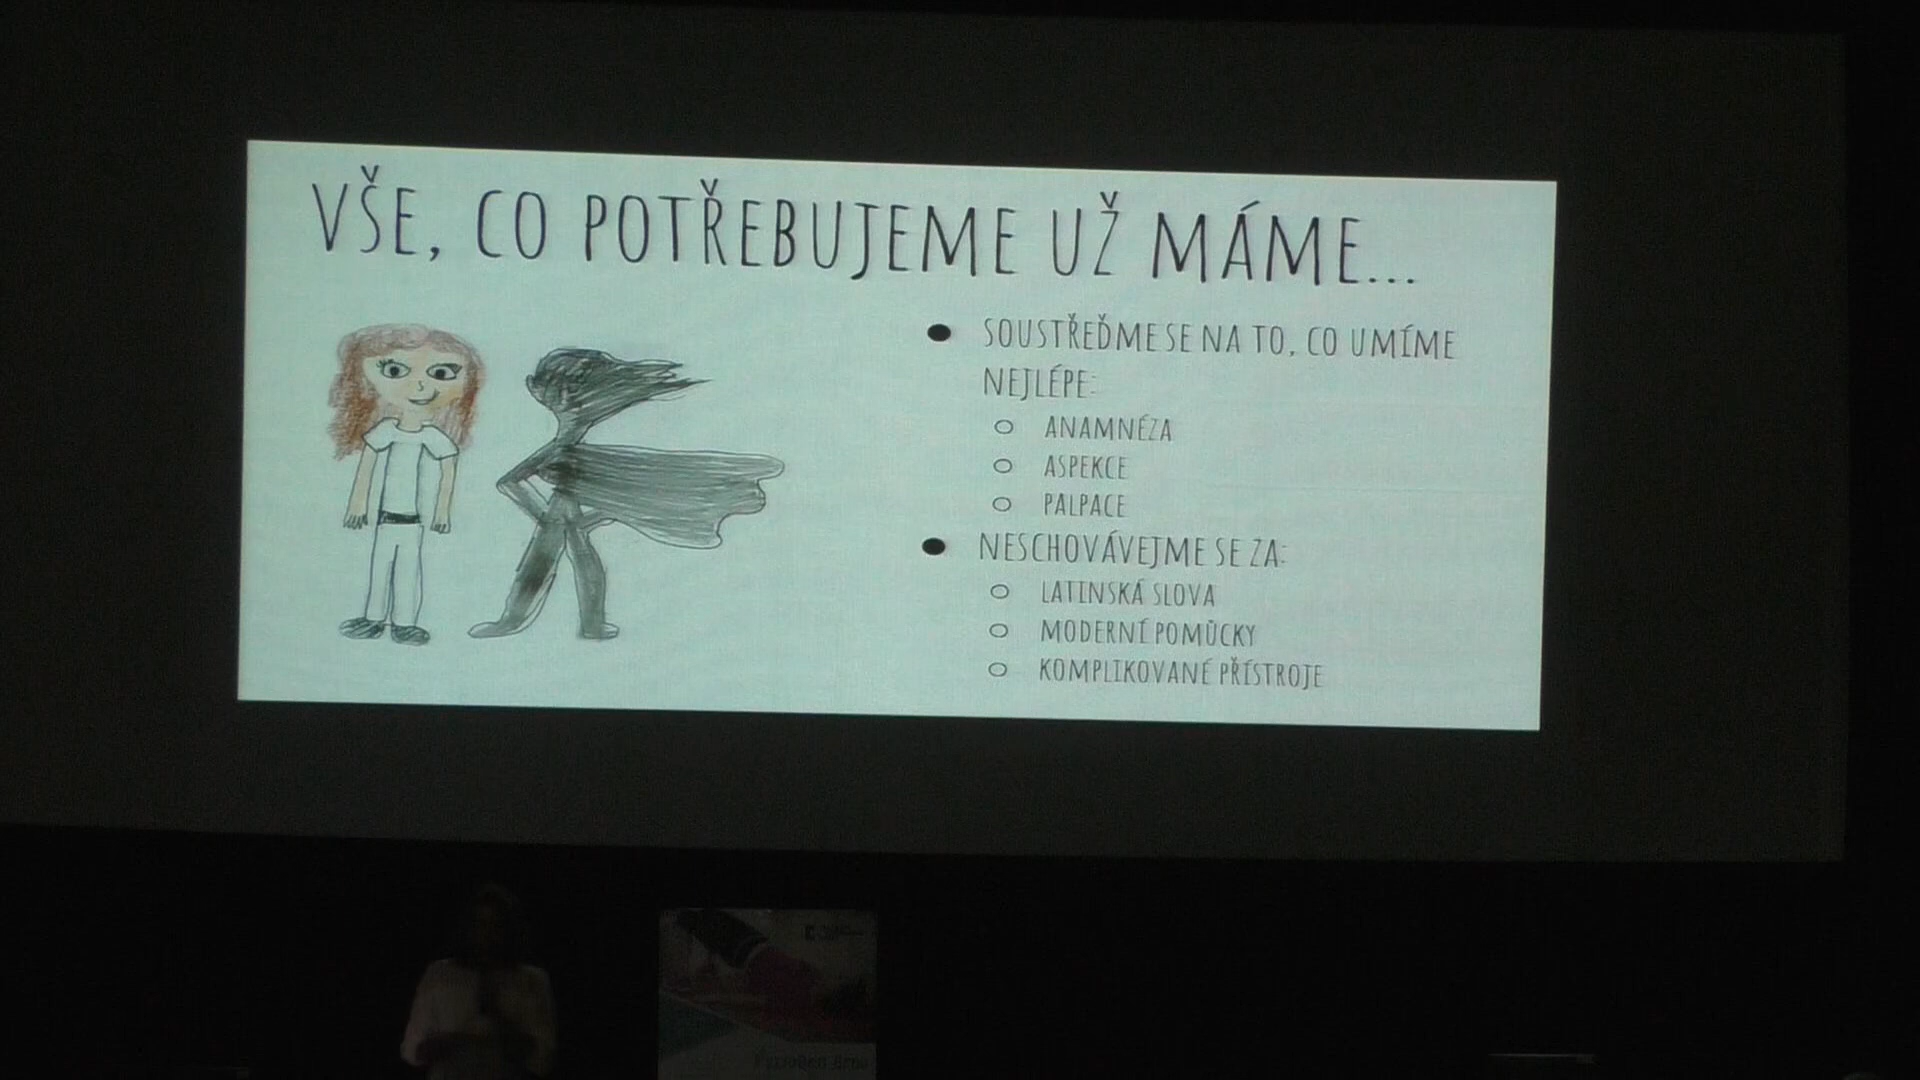 VŠE, CO POTŘEBUJEME UŽ MÁME...
SOUSTŘEĎME SE NA TO, CO UMÍME
NEJLÉPE:
ANAMNÉZA
ASPEKCE
PALPACE
NESCHOVÁVEJME SE ZA:
LATINSKÁ SLOVA
MODERNÍ POMŮCKY
KOMPLIKOVANÉ PŘÍSTROJE